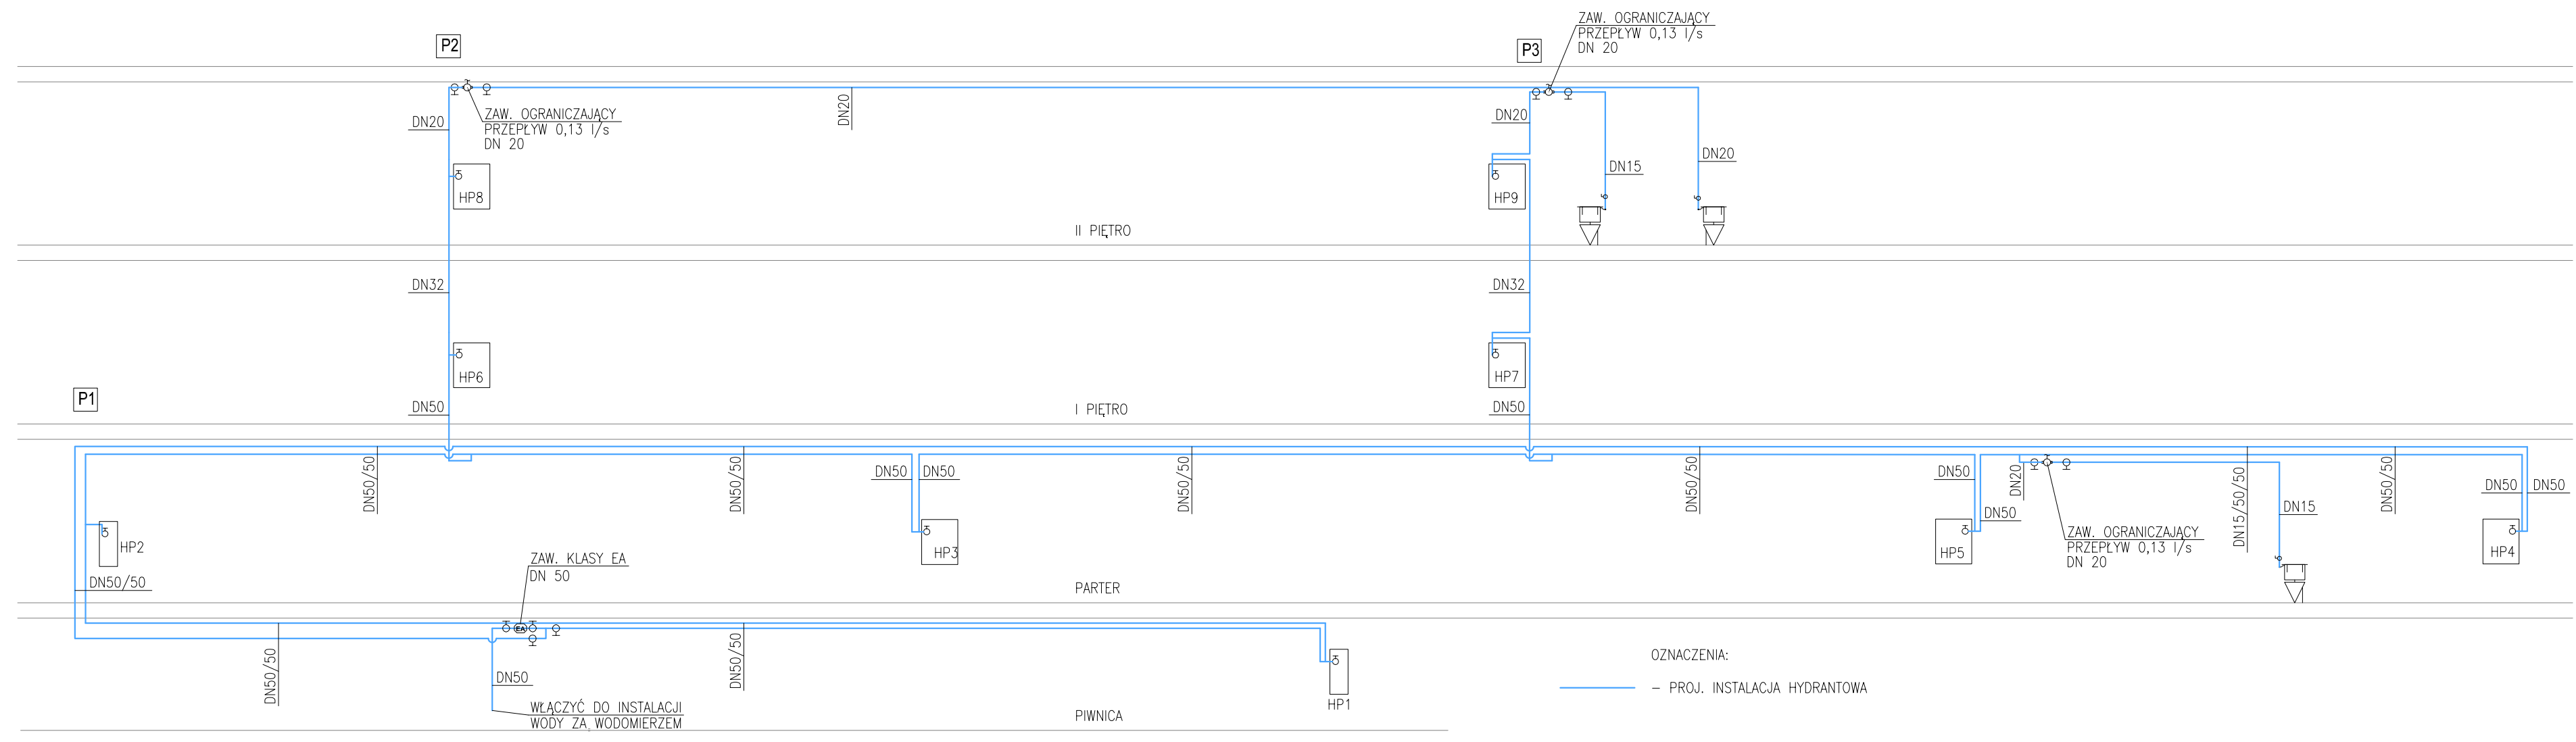 ZAW. OGRANICZAJĄCY
PRZEPŁYW 0,13 l/s
DN 20
P2
P3
DN20
ZAW. OGRANICZAJĄCY
PRZEPŁYW 0,13 l/s
DN 20
DN20
DN20
DN15
DN20
HP8
HP9
II PIĘTRO
DN32
DN32
HP6
HP7
P1
DN50
I PIĘTRO
DN50
DN50/50
DN50/50
DN50
DN50
DN50/50
DN50/50
DN50
DN20
DN50
DN15/50/50
DN15
DN50/50
DN50
DN50
ZAW. OGRANICZAJĄCY
PRZEPŁYW 0,13 l/s
DN 20
HP2
HP3
HP5
HP4
ZAW. KLASY EA
DN 50
DN50/50
PARTER
EA
DN50/50
DN50/50
DN50
WŁĄCZYĆ DO INSTALACJI
WODY ZA WODOMIERZEM
HP1
PIWNICA
OZNACZENIA:
– PROJ. INSTALACJA HYDRANTOWA